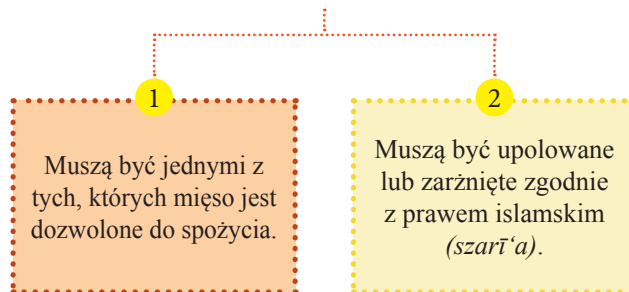 1
Muszą być jednymi z
tych, których mięso jest
dozwolone do spożycia.
2
Muszą być upolowane
lub zarżnięte zgodnie
z prawem islamskim
(szarī‘a).